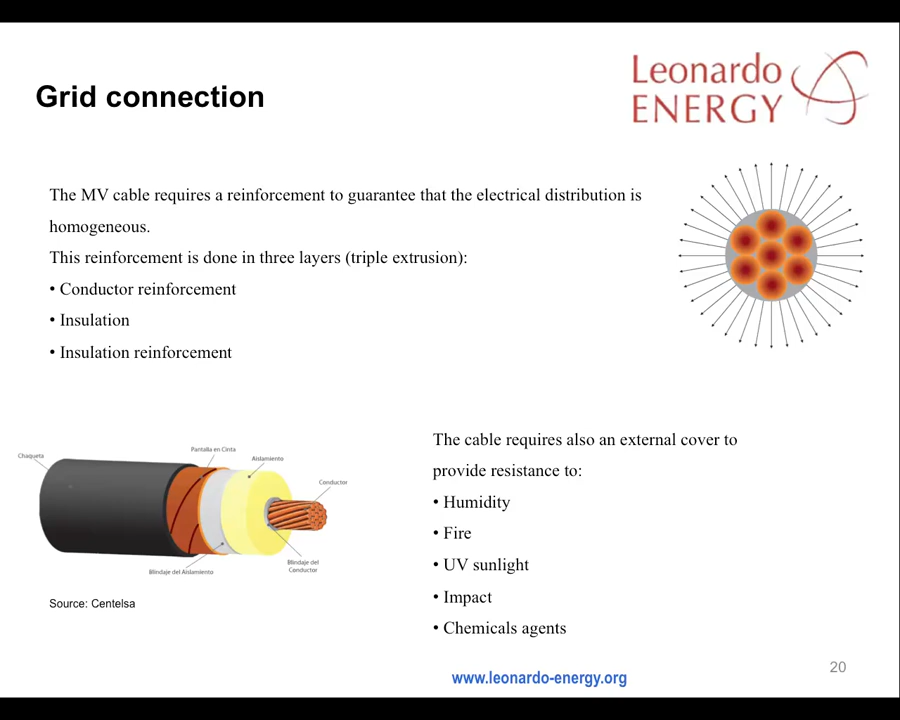 Leonardo
ENERGY
Grid connection
The MV cable requires a reinforcement to guarantee that the electrical distribution is
homogeneous.
This reinforcement is done in three layers (triple extrusion):
• Conductor reinforcement
• Insulation
• Insulation reinforcement
Chaqueta
Pantalla en Cinta
Aislamiento
Conductor
Blindaje del
Conductor
Blindaje del Aislamiento
Source: Centelsa
The cable requires also an external cover to
provide resistance to:
• Humidity
• Fire
• UV sunlight
• Impact
• Chemicals agents
www.leonardo-energy.org
20